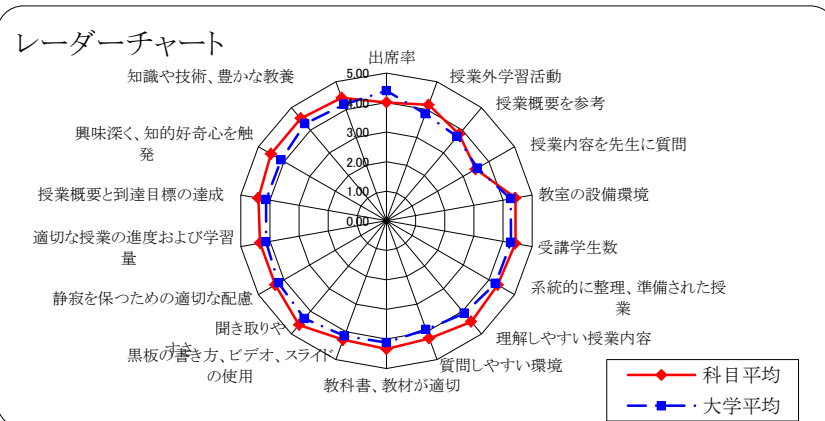 レーダーチャート
出席率
授業外学習活動
授業概要を参考
授業内容を先生に質問
教室の設備環境
受講学生数
系統的に整理、準備された授
業
理解しやすい授業内容
質問しやすい環境
教科書、教材が適切
黒板の書き方、ビデオ、スライド
の使用
聞き取りや
すさ
静寂を保つための適切な配慮
適切な授業の進度および学習
量
授業概要と到達目標の達成
興味深く、知的好奇心を触
発
知識や技術、豊かな教養
5.00
4.00
3.00
2.00
1.00
0.00
科目平均
大学平均